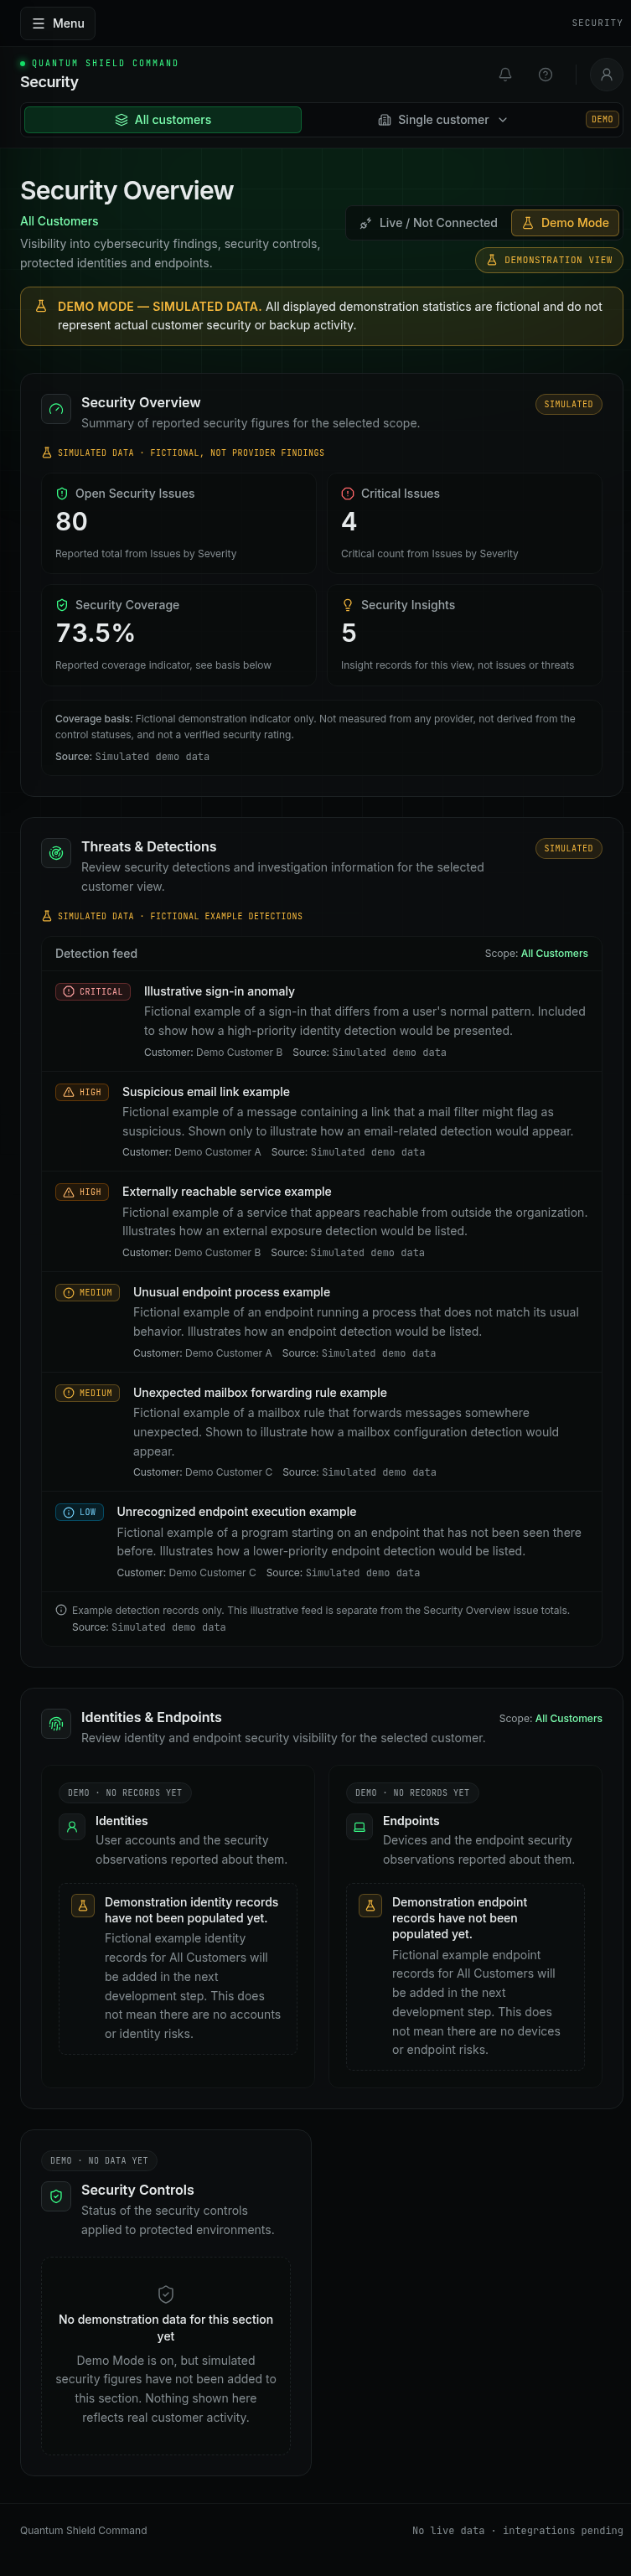 Menu
SECURITY
QUANTUM SHIELD COMMAND
Security
All customers
Single customer
DEMO
Security Overview
All Customers
Visibility into cybersecurity findings, security controls,
protected identities and endpoints.
Live / Not Connected
Demo Mode
DEMONSTRATION VIEW
DEMO MODE — SIMULATED DATA. All displayed demonstration statistics are fictional and do not
represent actual customer security or backup activity.
Security Overview
Summary of reported security figures for the selected scope.
SIMULATED
SIMULATED DATA · FICTIONAL, NOT PROVIDER FINDINGS
Open Security Issues
80
Reported total from Issues by Severity
Critical Issues
4
Critical count from Issues by Severity
Security Coverage
73.5%
Reported coverage indicator, see basis below
Security Insights
5
Insight records for this view, not issues or threats
Coverage basis: Fictional demonstration indicator only. Not measured from any provider, not derived from the
control statuses, and not a verified security rating.
Source: Simulated demo data
Threats & Detections
Review security detections and investigation information for the selected
customer view.
SIMULATED
SIMULATED DATA · FICTIONAL EXAMPLE DETECTIONS
Detection feed
Scope: All Customers
CRITICAL
Illustrative sign-in anomaly
Fictional example of a sign-in that differs from a user's normal pattern. Included
to show how a high-priority identity detection would be presented.
Customer: Demo Customer B Source: Simulated demo data
HIGH
Suspicious email link example
Fictional example of a message containing a link that a mail filter might flag as
suspicious. Shown only to illustrate how an email-related detection would appear.
Customer: Demo Customer A Source: Simulated demo data
HIGH
Externally reachable service example
Fictional example of a service that appears reachable from outside the organization.
Illustrates how an external exposure detection would be listed.
Customer: Demo Customer B Source: Simulated demo data
MEDIUM
Unusual endpoint process example
Fictional example of an endpoint running a process that does not match its usual
behavior. Illustrates how an endpoint detection would be listed.
Customer: Demo Customer A Source: Simulated demo data
MEDIUM
Unexpected mailbox forwarding rule example
Fictional example of a mailbox rule that forwards messages somewhere
unexpected. Shown to illustrate how a mailbox configuration detection would
appear.
Customer: Demo Customer C Source: Simulated demo data
LOW
Unrecognized endpoint execution example
Fictional example of a program starting on an endpoint that has not been seen there
before. Illustrates how a lower-priority endpoint detection would be listed.
Customer: Demo Customer C Source: Simulated demo data
Example detection records only. This illustrative feed is separate from the Security Overview issue totals.
Source: Simulated demo data
Identities & Endpoints
Review identity and endpoint security visibility for the selected customer.
Scope: All Customers
DEMO · NO RECORDS YET
Identities
User accounts and the security
observations reported about them.
Demonstration identity records
have not been populated yet.
Fictional example identity
records for All Customers will
be added in the next
development step. This does
not mean there are no accounts
or identity risks.
DEMO · NO RECORDS YET
Endpoints
Devices and the endpoint security
observations reported about them.
Demonstration endpoint
records have not been
populated yet.
Fictional example endpoint
records for All Customers will
be added in the next
development step. This does
not mean there are no devices
or endpoint risks.
DEMO · NO DATA YET
Security Controls
Status of the security controls
applied to protected environments.
No demonstration data for this section
yet
Demo Mode is on, but simulated
security figures have not been added to
this section. Nothing shown here
reflects real customer activity.
Quantum Shield Command
No live data · integrations pending